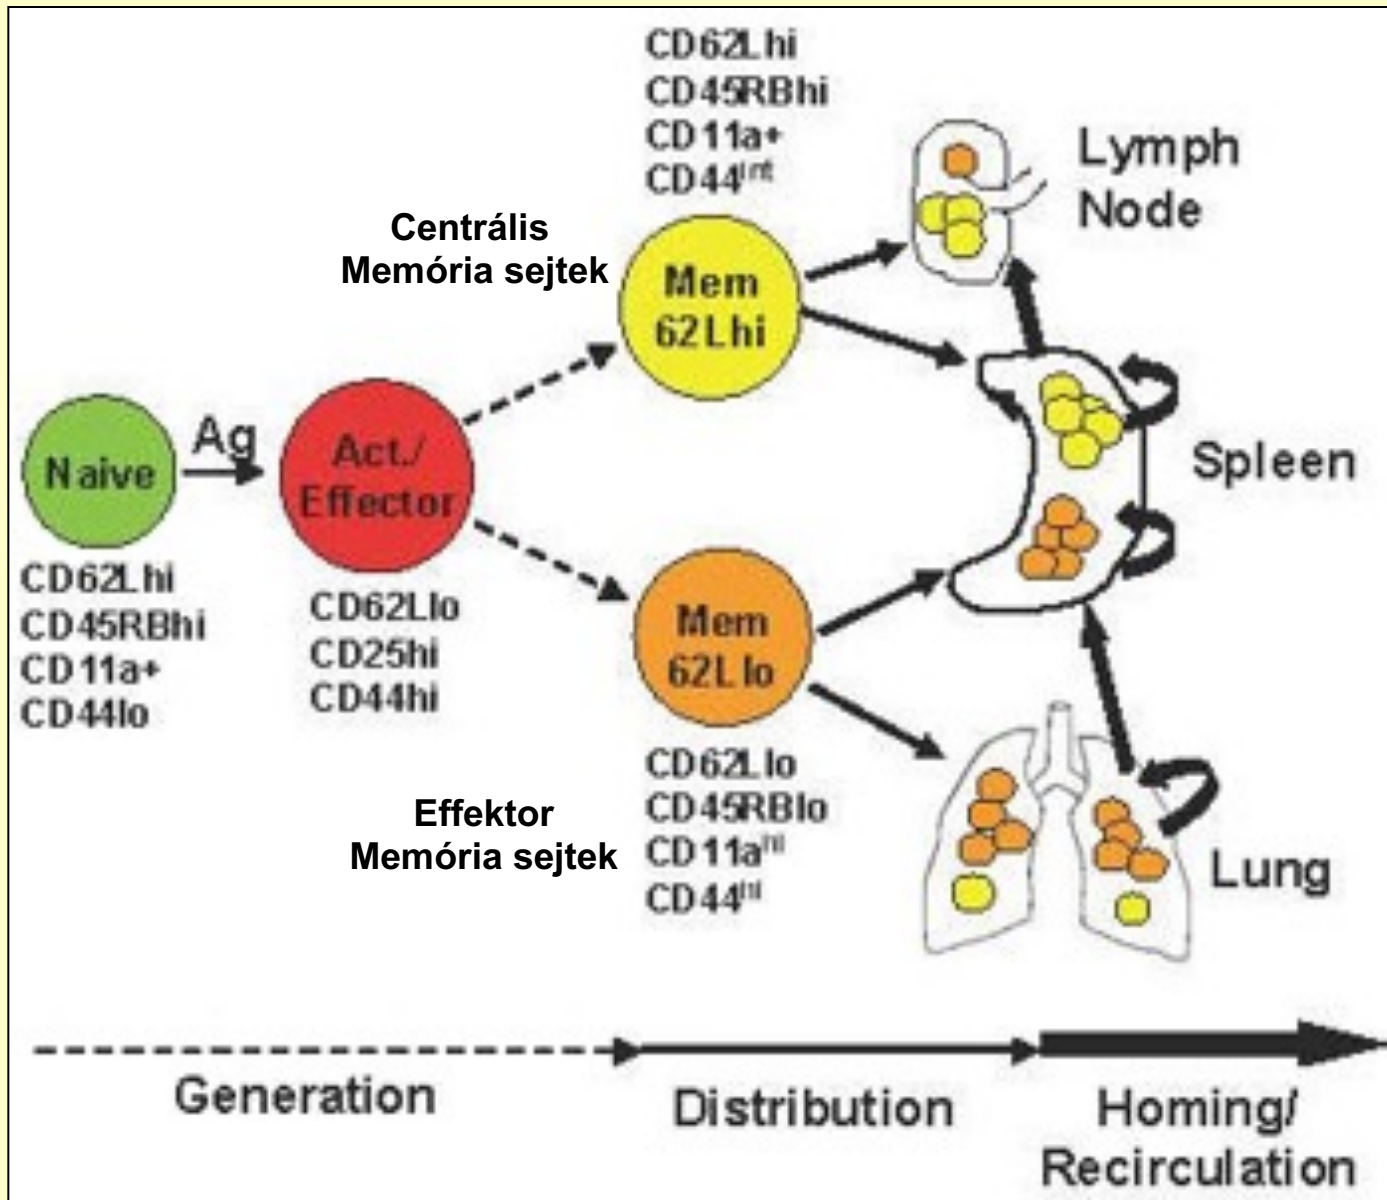 CD62Lhi
CD45RBhi
CD11a+
CD44int
Lymph
Node
Centrális
Memória sejtek
Mem
62Lhi
Ag
Naive
Act./
Effector
Spleen
CD62Lhi
CD45RBhi
CD11a+
CD44lo
CD62Llo
CD25hi
CD44hi
Mem
62Llo
CD62Llo
CD45RBlo
CD11ahi
CD44hi
Effektor
Memória sejtek
Lung
Generation
Distribution
Homing/
Recirculation